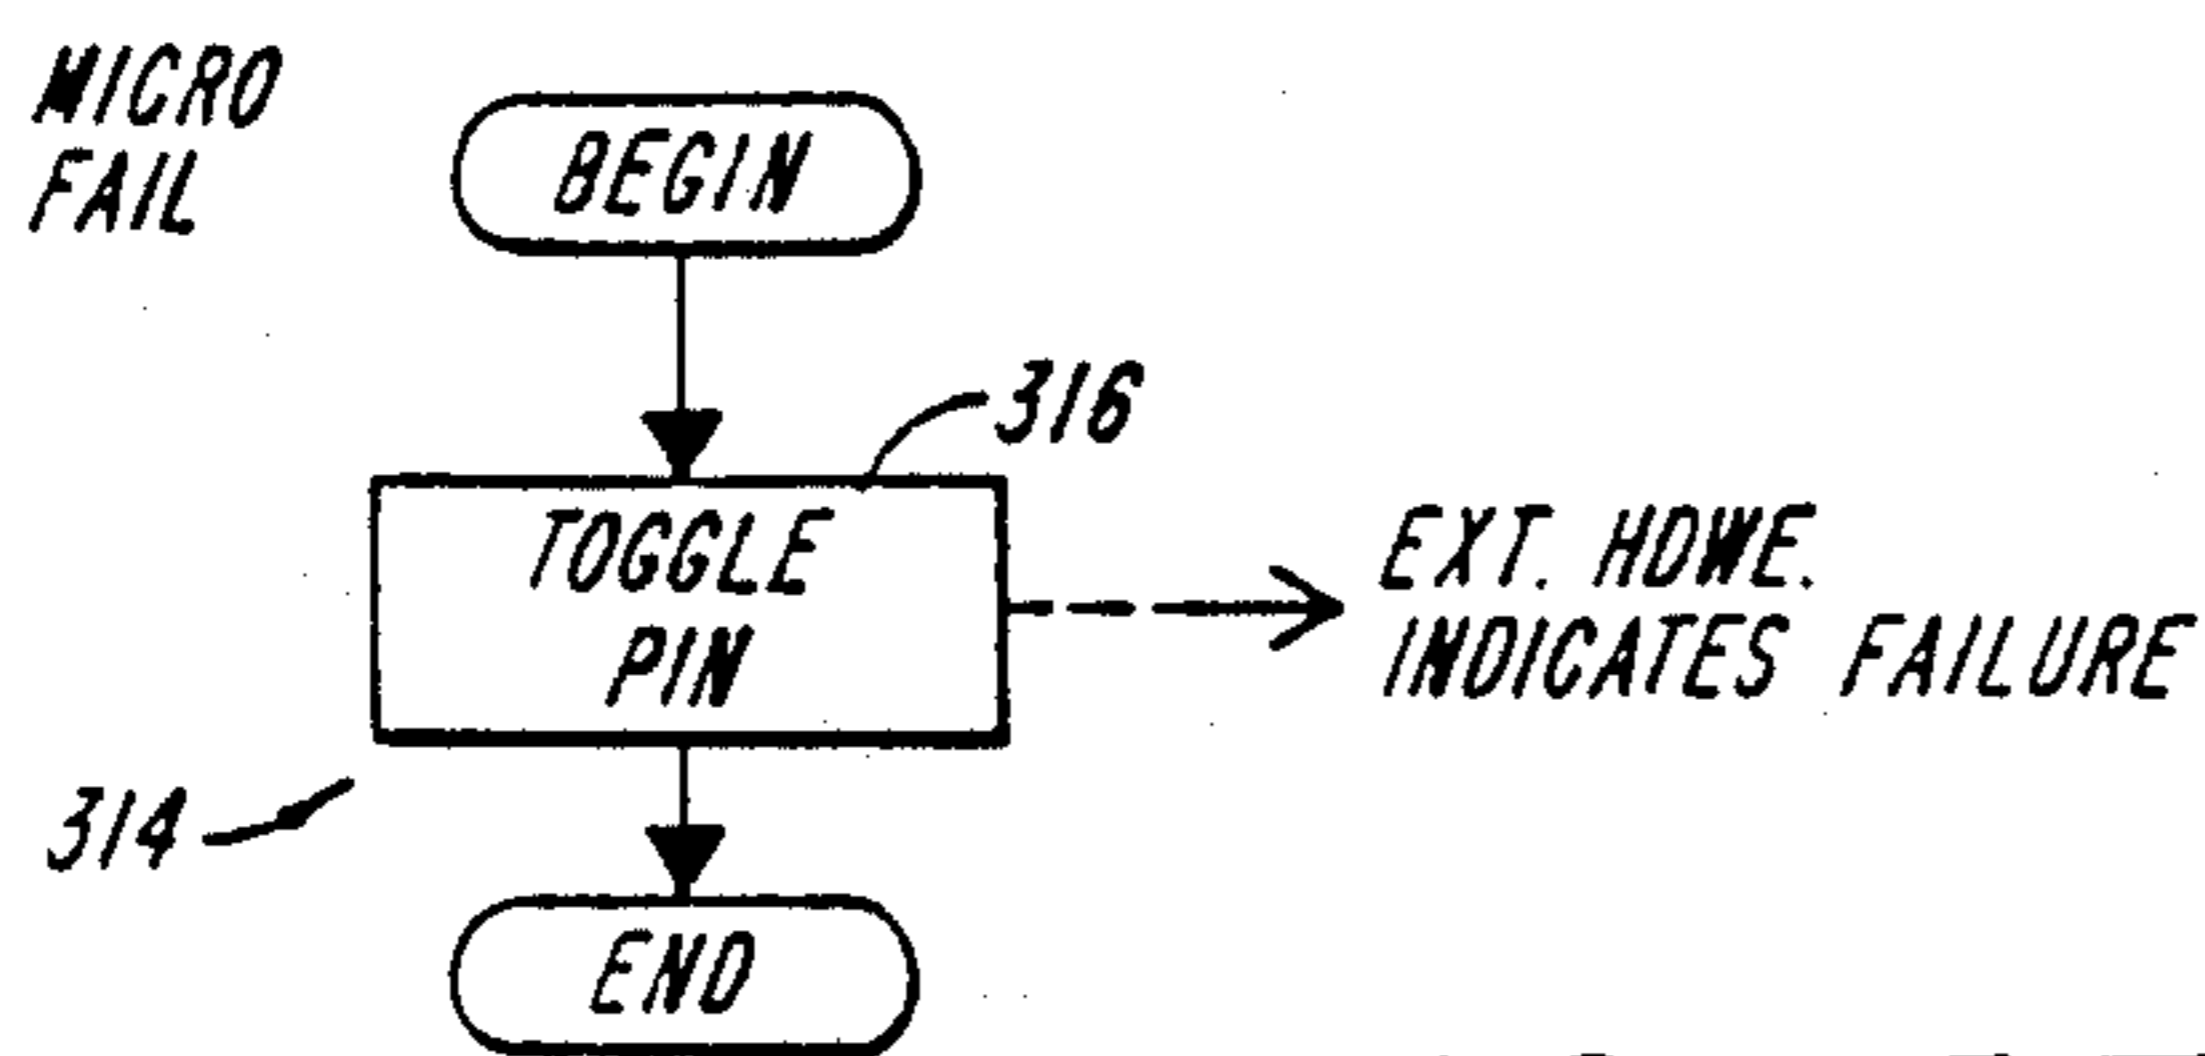 MICRO
FAIL
BEGIN
316
TOGGLE
PIN
EXT. HDWE.
INDICATES FAILURE
314
END